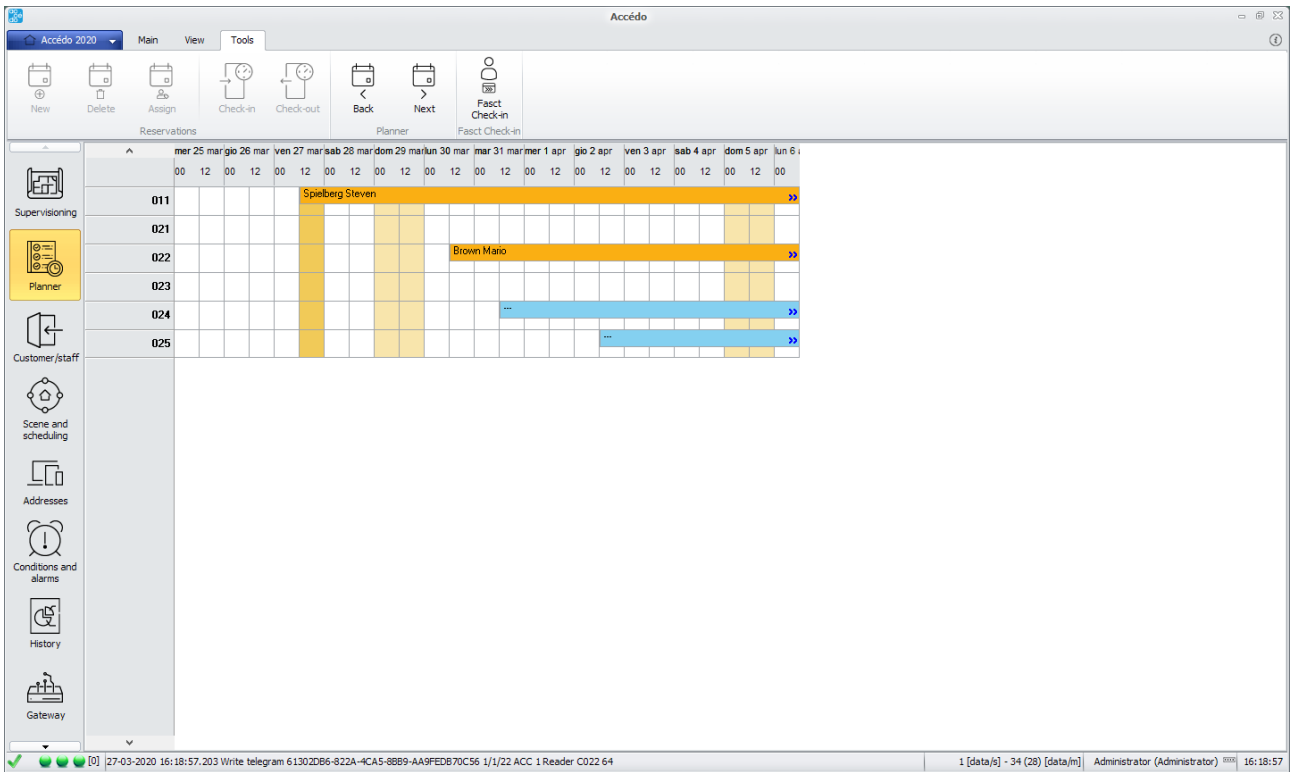 Accédo
Accédo 2020 Main View Tools
New Delete Assign Check-in Check-out Back Next Fasct Check-in
Reservations Planner Fasct Check-in
mer 25 mar gio 26 mar ven 27 mar sab 28 mar dom 29 mar lun 30 mar mar 31 mar mer 1 apr gio 2 apr ven 3 apr sab 4 apr dom 5 apr lun 6
00 12 00 12 00 12 00 12 00 12 00 12 00 12 00 12 00 12 00 12 00 12 00 12 00
011 Spielberg Steven »
021
022 Brown Mario »
023
024 --- »
025 --- »
Supervisioning
Planner
Customer/staff
Scene and
scheduling
Addresses
Conditions and
alarms
History
Gateway
[0] 27-03-2020 16:18:57.203 Write telegram 61302DB6-822A-4CA5-8BB9-AA9FEDB70C56 1/1/22 ACC 1 Reader C022 64 1 [data/s] - 34 (28) [data/m] Administrator (Administrator) 16:18:57